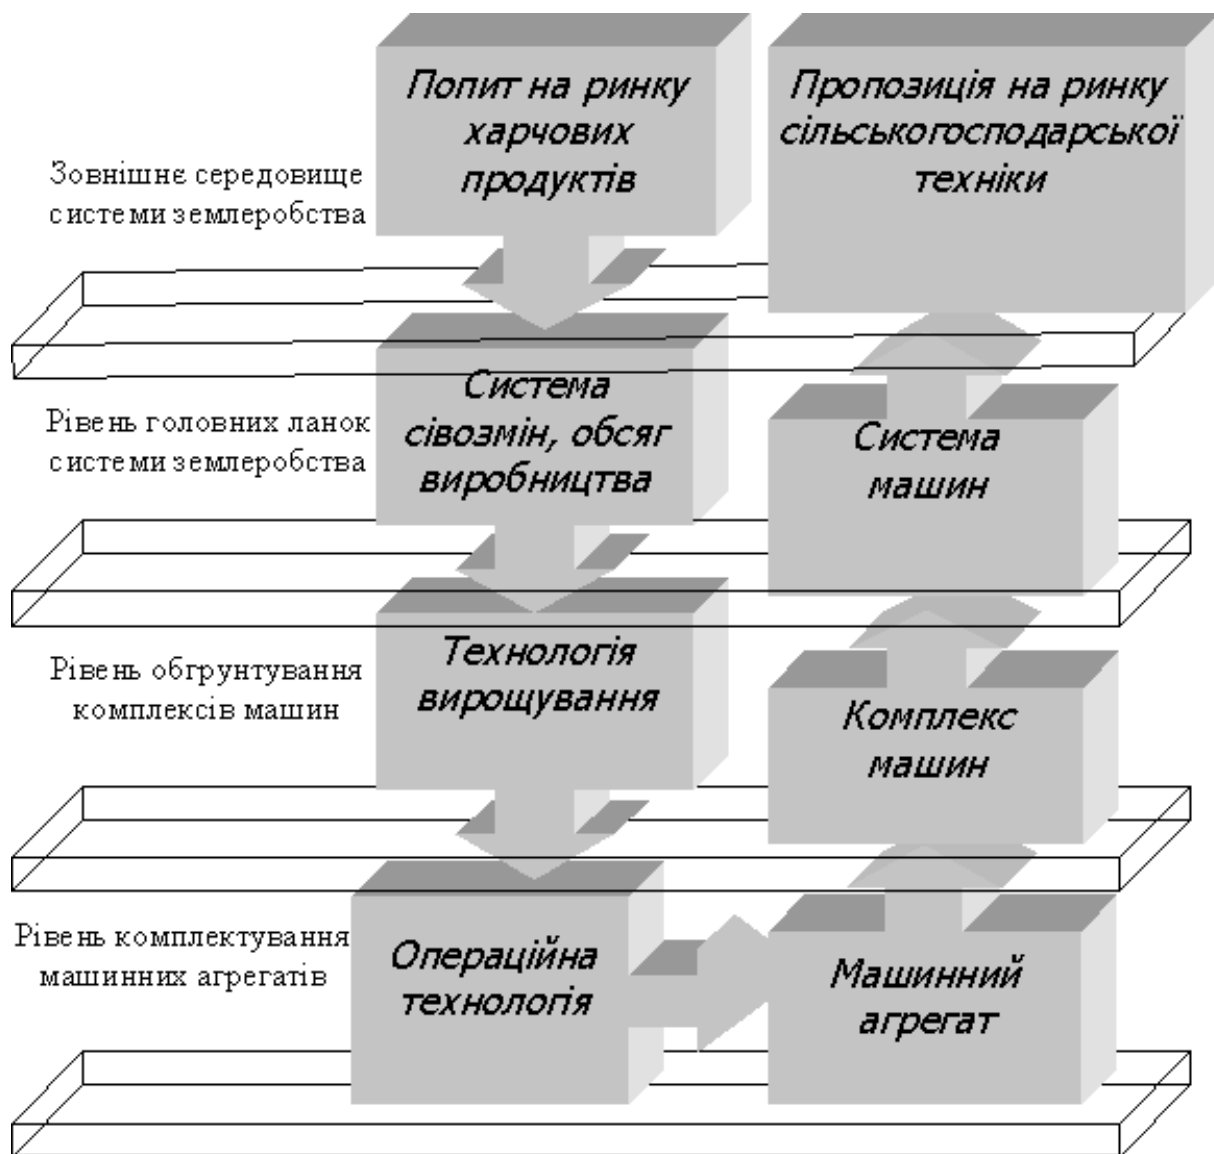 Попит на ринку
харчових
продуктів
Пропозиція на ринку
сільськогосподарської
техніки
Зовнішнє середовище
системи землеробства
Система
сівозмін, обсяг
виробництва
Система
машин
Рівень головних ланок
системи землеробства
Технологія
вирощування
Комплекс
машин
Рівень обгрунтування
комплексів машин
Операційна
технологія
Машинний
агрегат
Рівень комплектування
машинних агрегатів